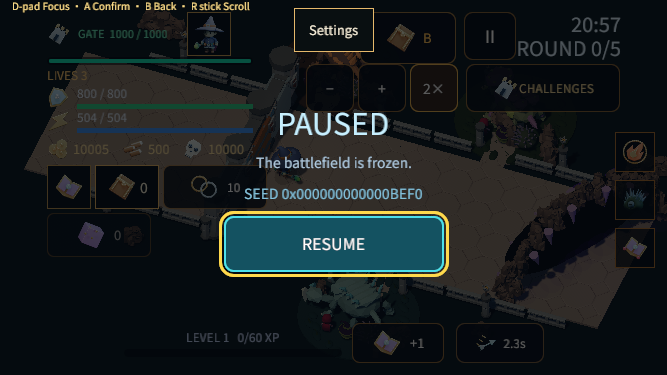 D-pad Focus • A Confirm • B Back • R stick Scroll
Settings
GATE 1000 / 1000
B
20:57
ROUND 0/5
LIVES 3
800 / 800
504 / 504
−
+
2×
CHALLENGES
PAUSED
10005
500
10000
The battlefield is frozen.
0
10
SEED 0x000000000000BEF0
0
RESUME
LEVEL 1 0/60 XP
+1
2.3s